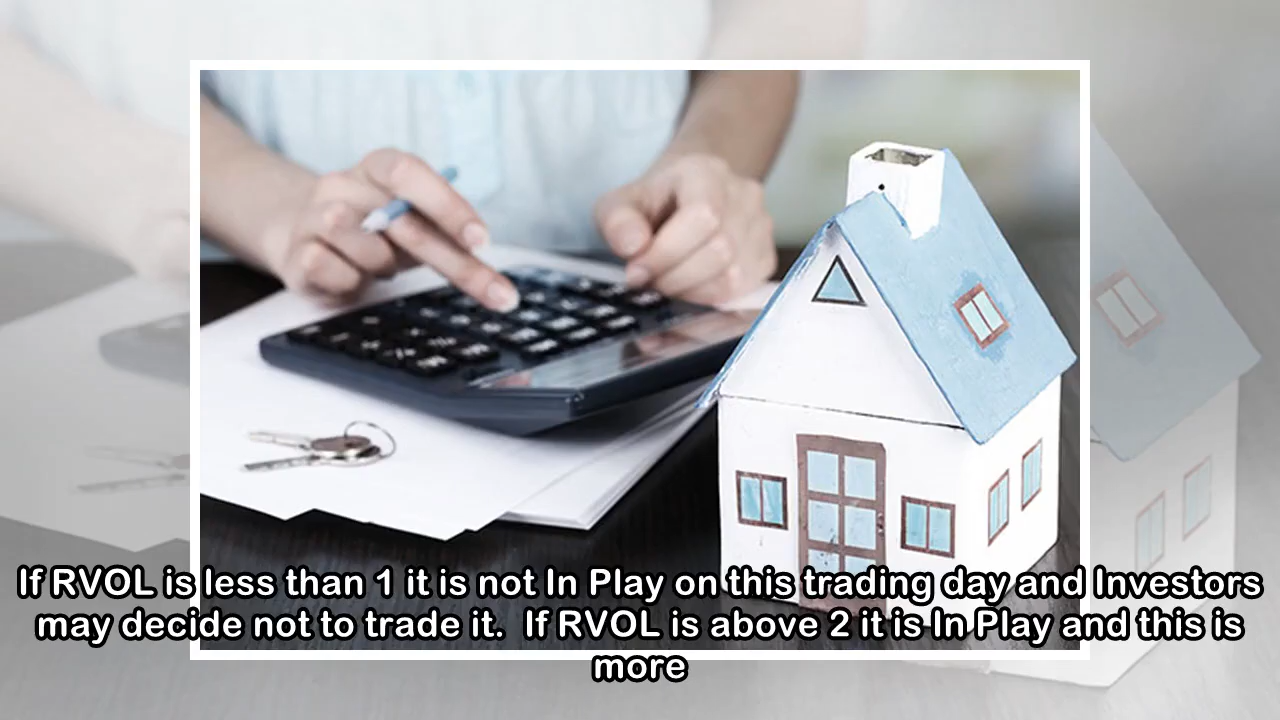 If RVOL is less than 1 it is not In Play on this trading day and Investors
may decide not to trade it.  If RVOL is above 2 it is In Play and this is
more